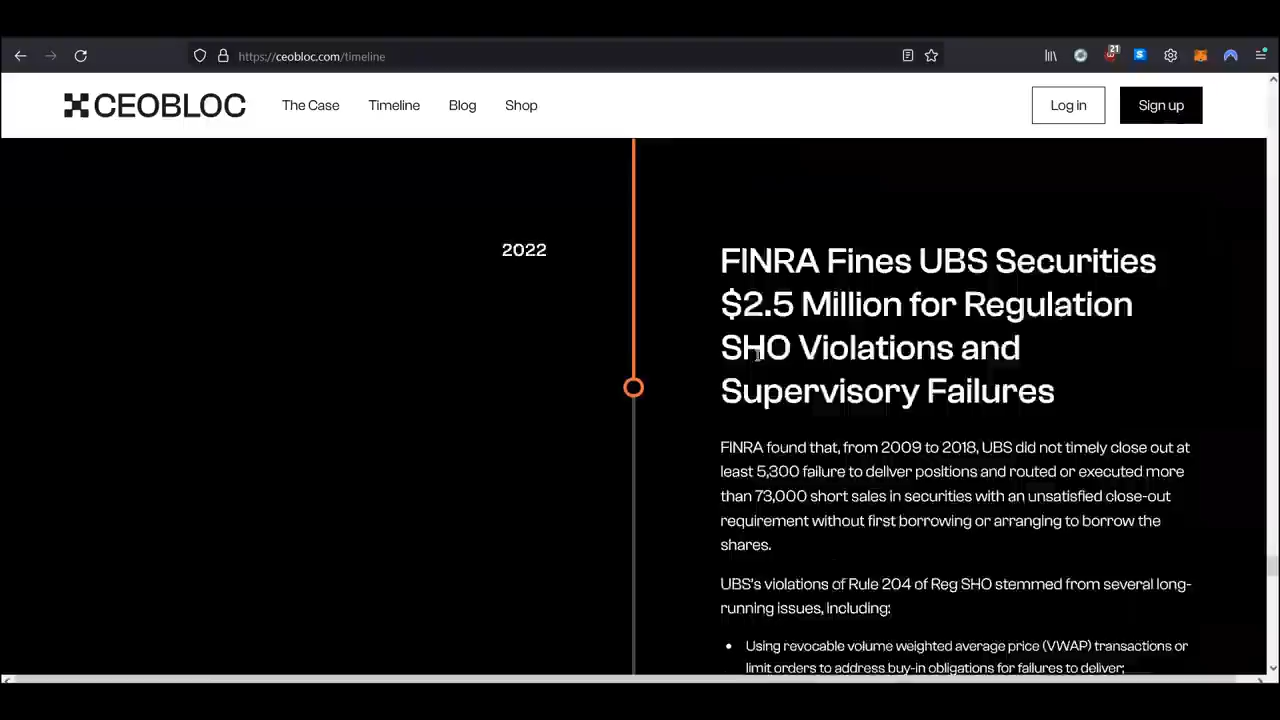 https://ceobloc.com/timeline
21
S
CEOBLOC
The Case
Timeline
Blog
Shop
Log in
Sign up
2022
FINRA Fines UBS Securities
$2.5 Million for Regulation
SHO Violations and
Supervisory Failures
FINRA found that, from 2009 to 2018, UBS did not timely close out at
least 5,300 failure to deliver positions and routed or executed more
than 73,000 short sales in securities with an unsatisfied close-out
requirement without first borrowing or arranging to borrow the
shares.
UBS's violations of Rule 204 of Reg SHO stemmed from several long-
running issues, including:
• Using revocable volume weighted average price (VWAP) transactions or
limit orders to address buy-in obligations for failures to deliver;